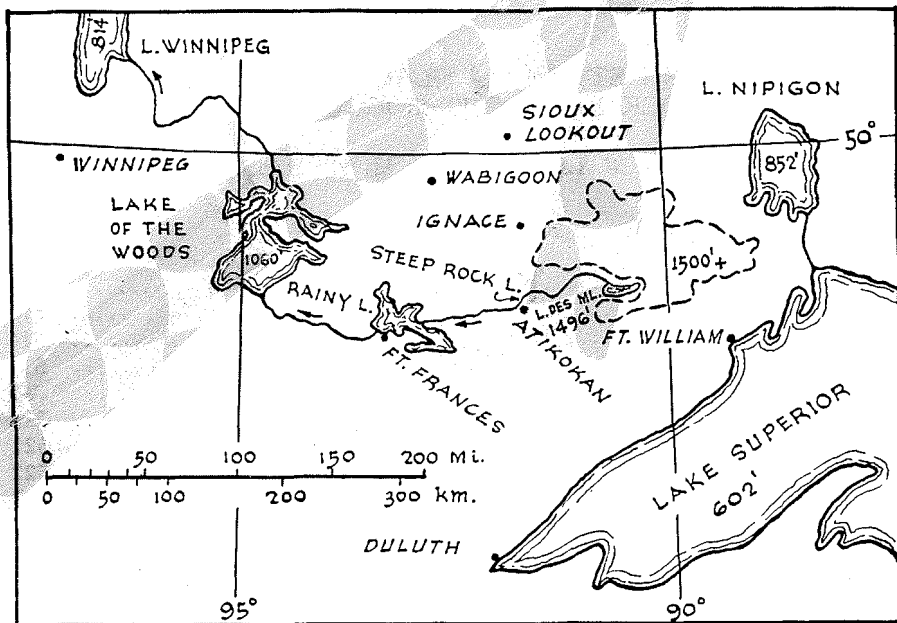 814'
L. WINNIPEG
L. NIPIGON
SIOUX
LOOKOUT
50°
WINNIPEG
852'
WABIGOON
LAKE
OF THE
WOODS
IGNACE
1060'
STEEP ROCK L.
1500'+
RAINY L.
L. DES ML.
1496'
ATIKOKAN
FT. WILLIAM
FT. FRANCES
0 50 100 150 200 Mi.
0 50 100 200 300 km.
LAKE SUPERIOR
602'
DULUTH
95°
90°